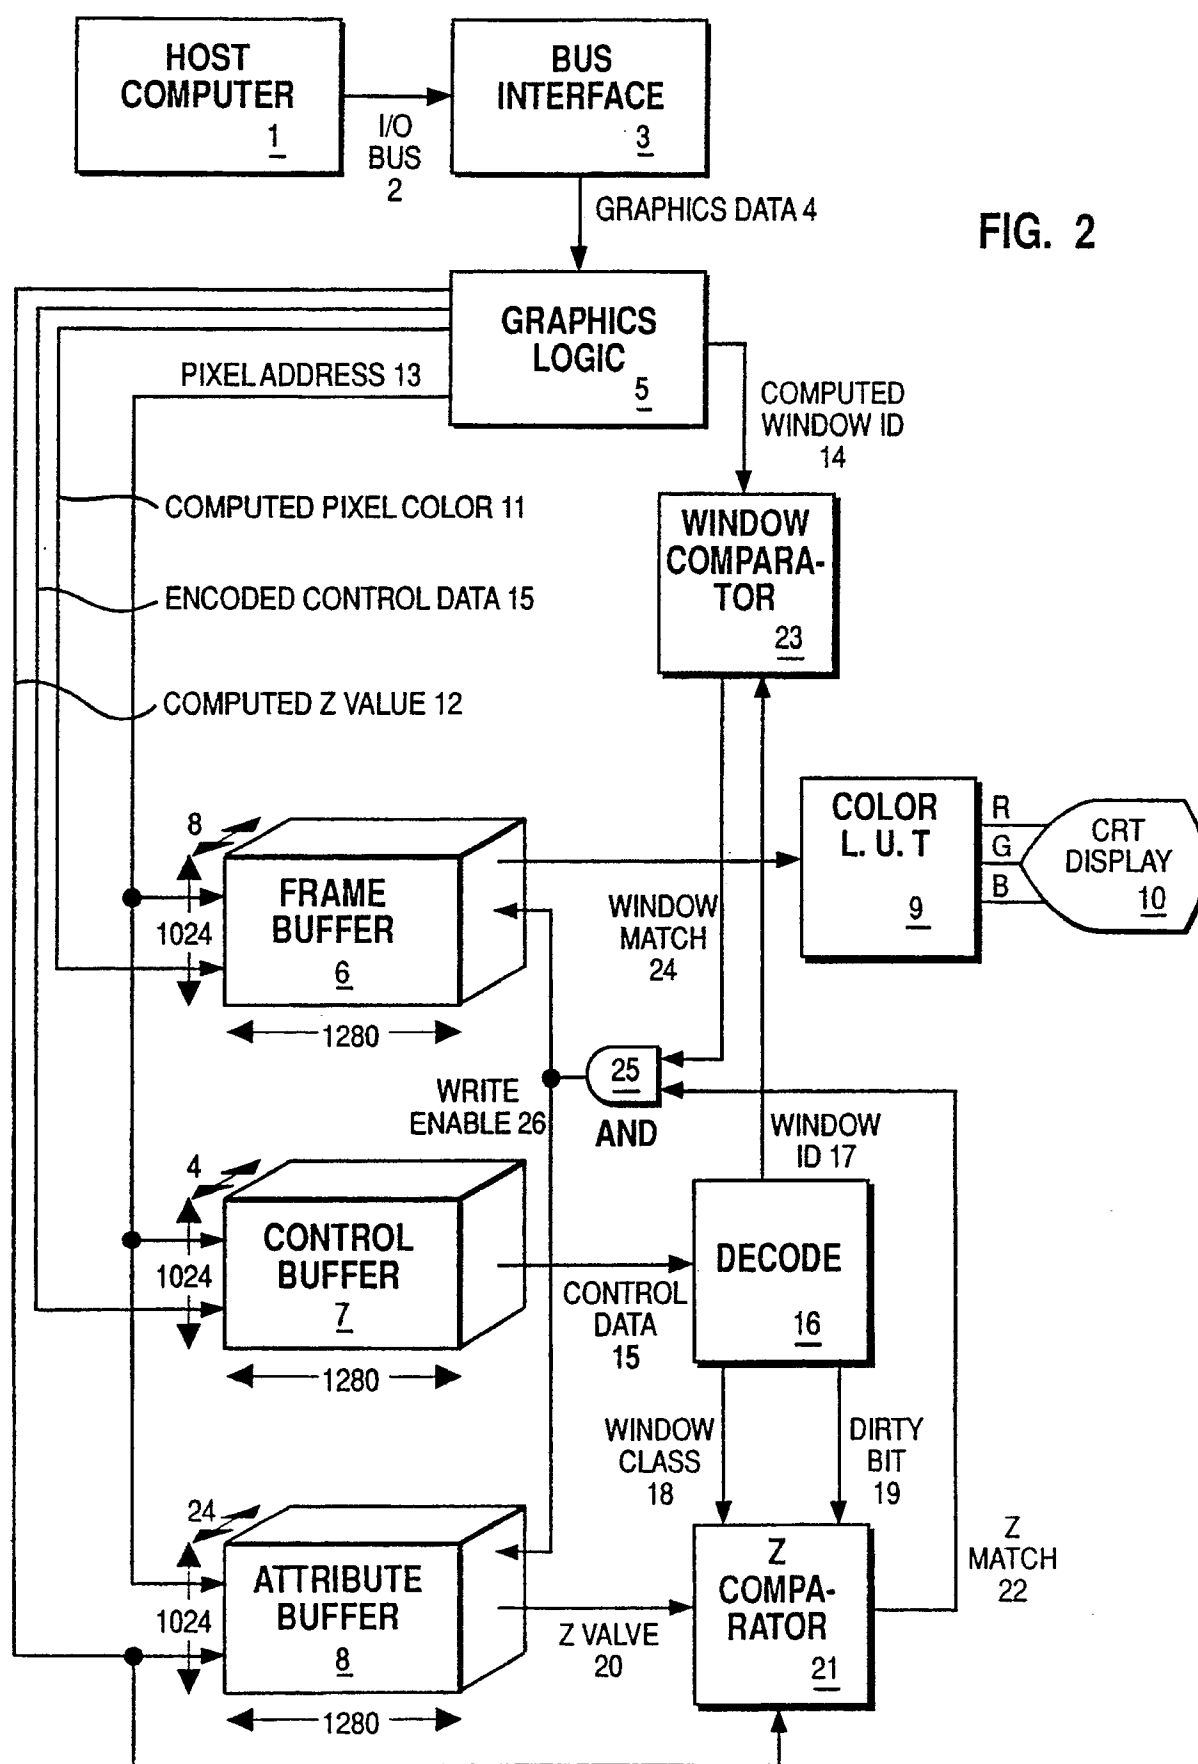 HOST
COMPUTER
1
I/O
BUS
2
BUS
INTERFACE
3
GRAPHICS DATA 4
FIG. 2
GRAPHICS
LOGIC
5
PIXEL ADDRESS 13
COMPUTED
WINDOW ID
14
COMPUTED PIXEL COLOR 11
ENCODED CONTROL DATA 15
COMPUTED Z VALUE 12
WINDOW
COMPARA-
TOR
23
8
1024
FRAME
BUFFER
6
1280
COLOR
L. U. T
9
R
G
B
CRT
DISPLAY
10
WINDOW
MATCH
24
25
AND
WRITE
ENABLE 26
WINDOW
ID 17
4
1024
CONTROL
BUFFER
7
1280
CONTROL
DATA
15
DECODE
16
WINDOW
CLASS
18
DIRTY
BIT
19
24
1024
ATTRIBUTE
BUFFER
8
1280
Z VALVE
20
Z
COMPA-
RATOR
21
Z
MATCH
22